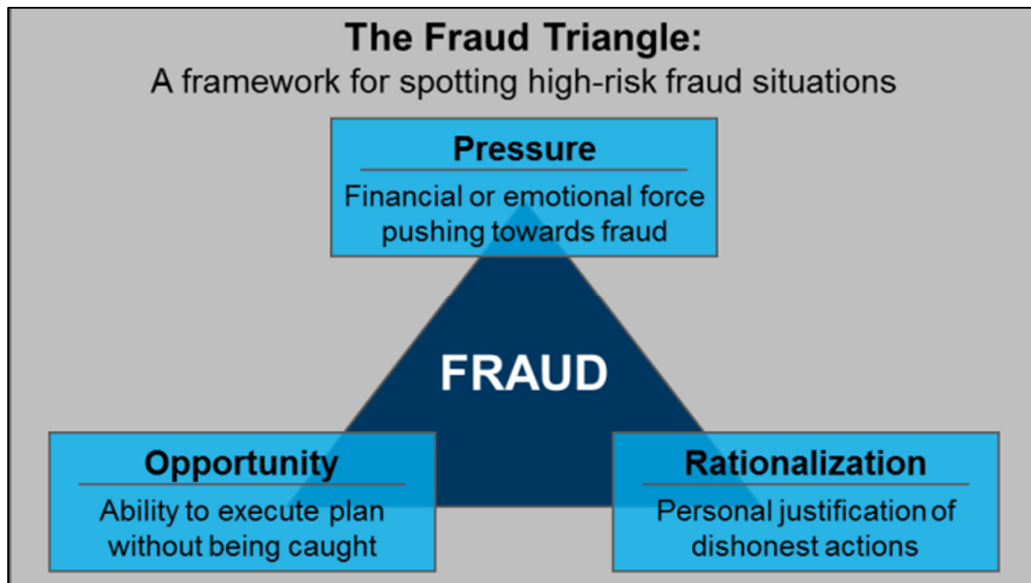 The Fraud Triangle:
A framework for spotting high-risk fraud situations
Pressure
Financial or emotional force
pushing towards fraud
FRAUD
Opportunity
Ability to execute plan
without being caught
Rationalization
Personal justification of
dishonest actions